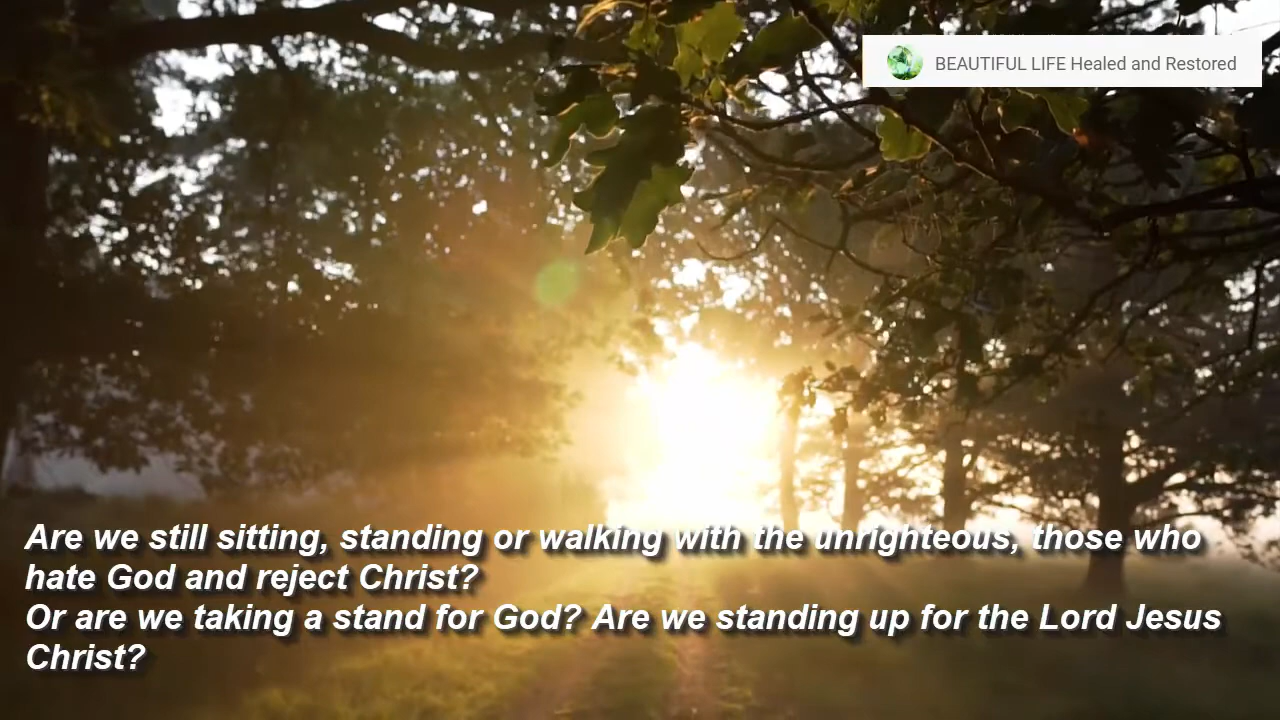 BEAUTIFUL LIFE Healed and Restored
Are we still sitting, standing or walking with the unrighteous, those who
hate God and reject Christ?
Or are we taking a stand for God? Are we standing up for the Lord Jesus
Christ?